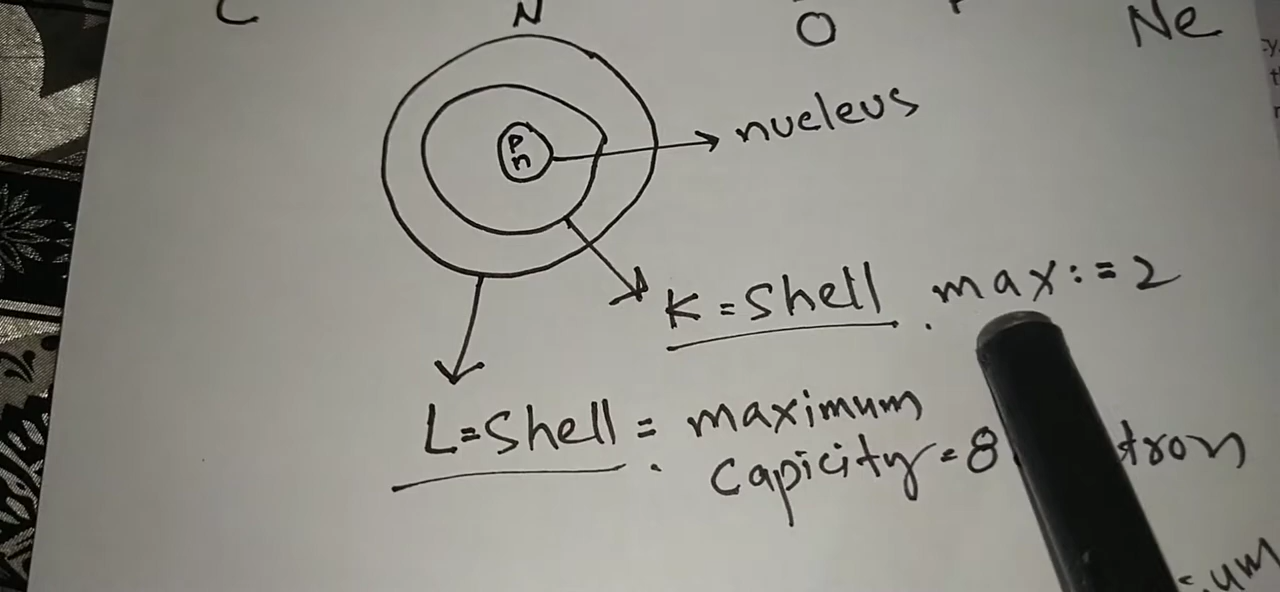 C N O Ne
P
n
nucleus
K=Shell max:=2
L=Shell = maximum
Capicity=8